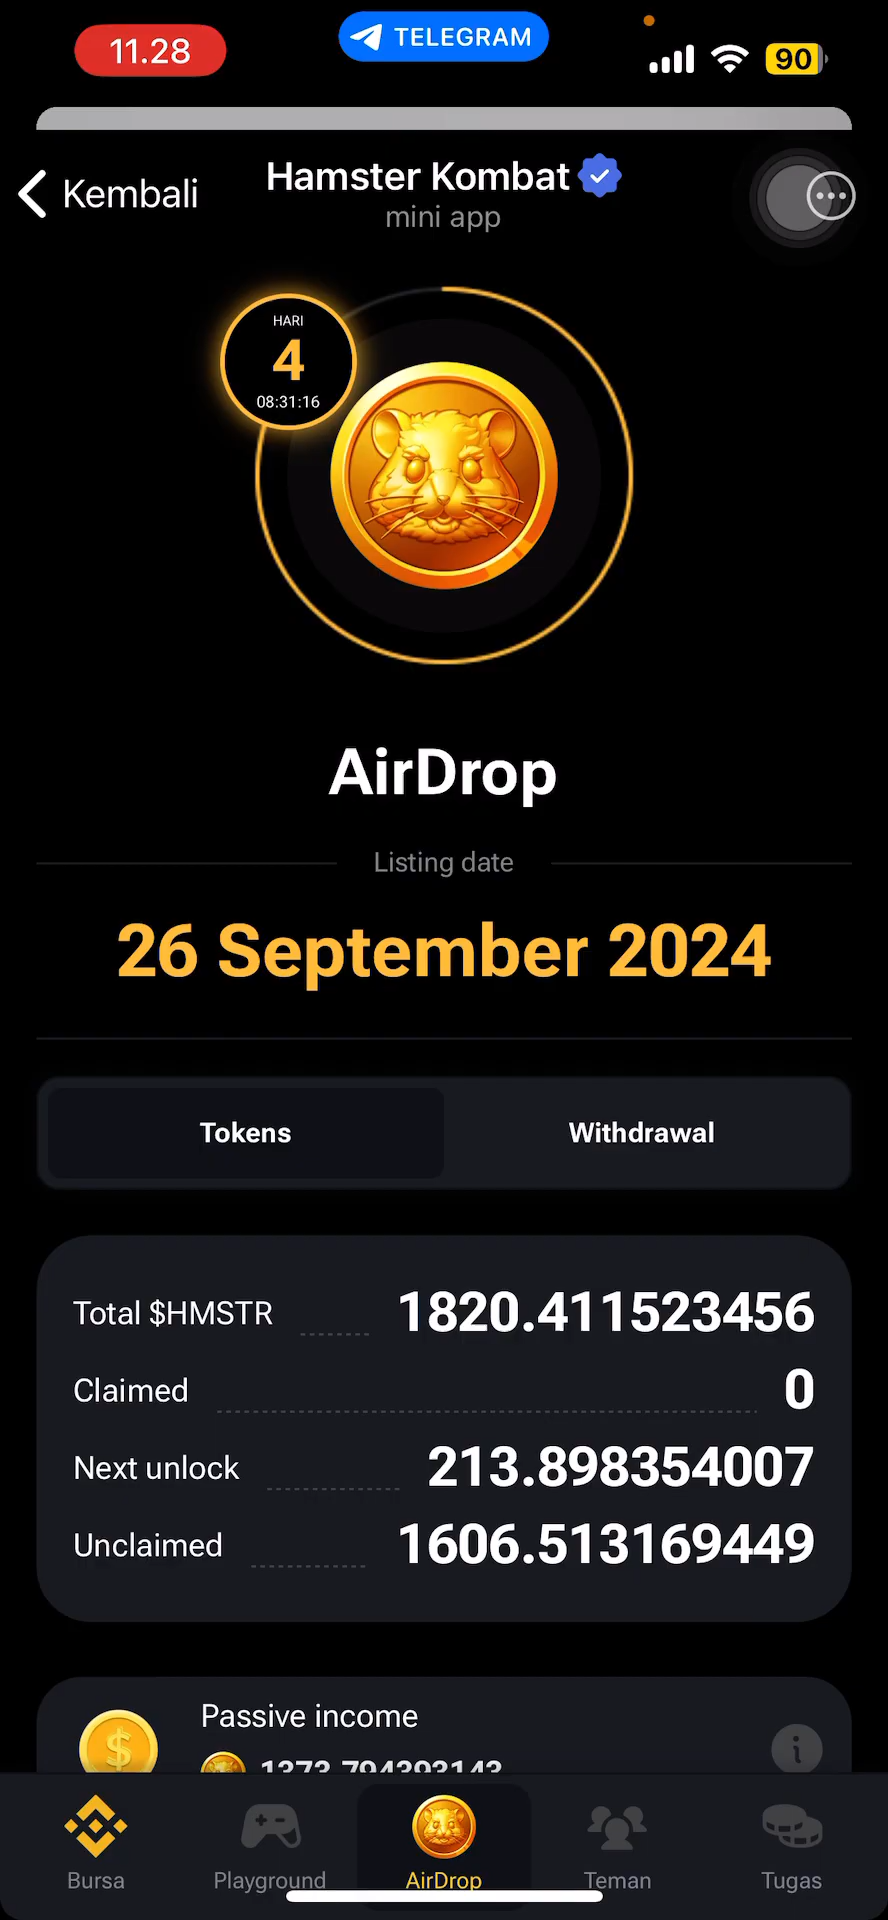 11.28
TELEGRAM
90
Kembali
Hamster Kombat
mini app
HARI
4
08:31:16
AirDrop
Listing date
26 September 2024
Tokens
Withdrawal
Total $HMSTR 1820.411523456
Claimed 0
Next unlock 213.898354007
Unclaimed 1606.513169449
Passive income
1373.794393143
Bursa
Playground
AirDrop
Teman
Tugas